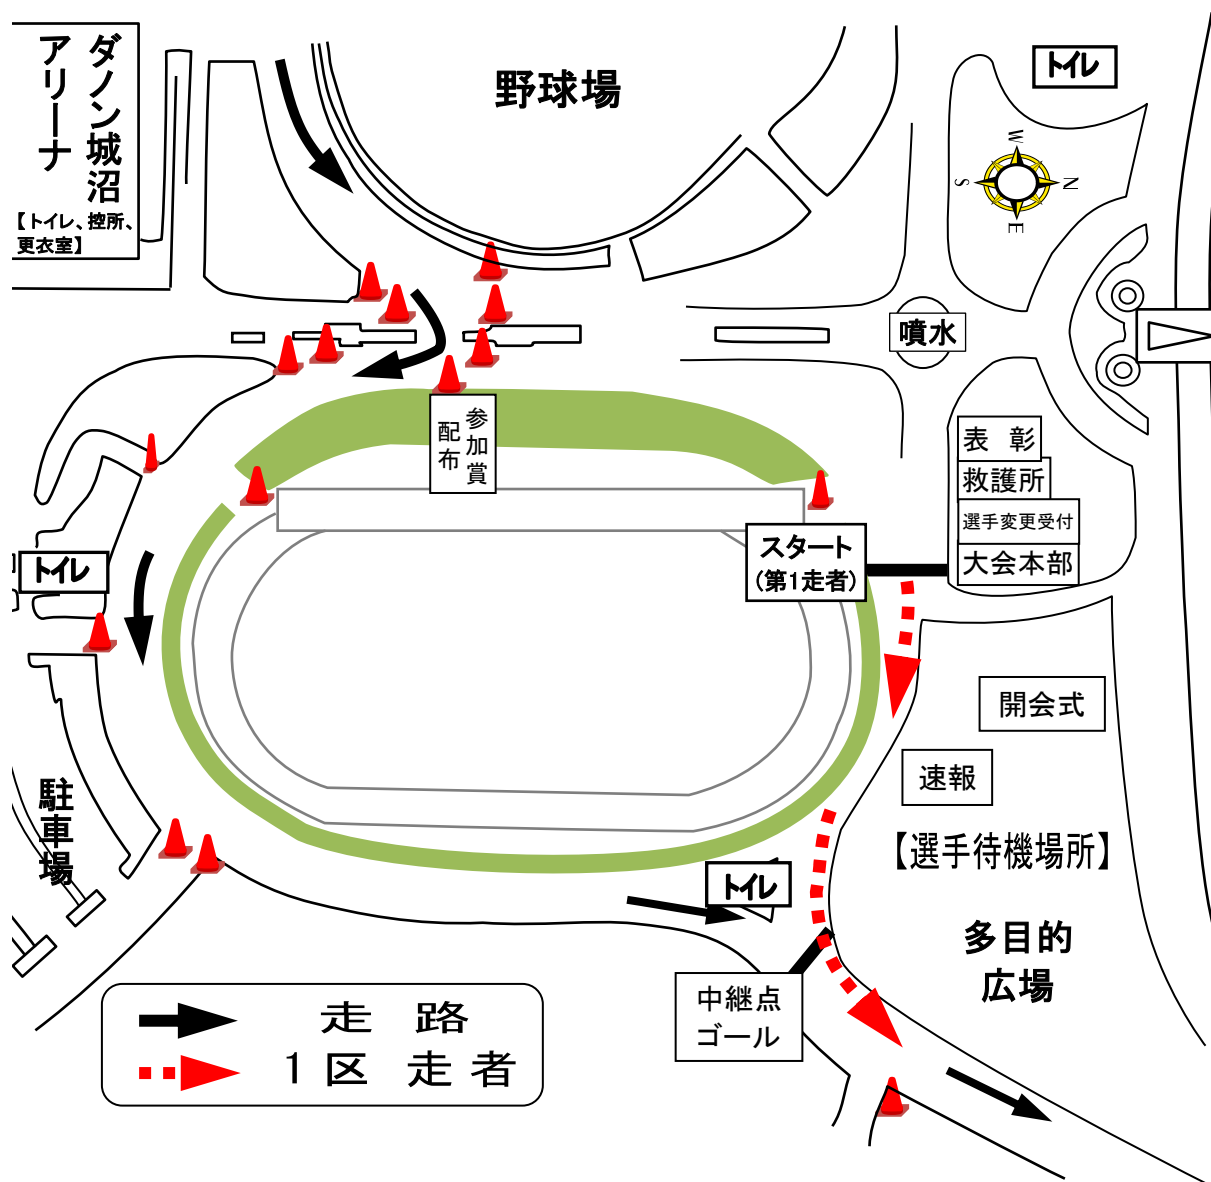 ダノン城沼
アリーナ
【トイレ、控所、
更衣室】
野球場
トイレ
W
S
N
E
噴水
参加賞
配布
表 彰
救護所
選手変更受付
大会本部
スタート
(第1走者)
トイレ
開会式
速報
【選手待機場所】
駐車場
トイレ
多目的
広場
中継点
ゴール
走 路
1区 走者